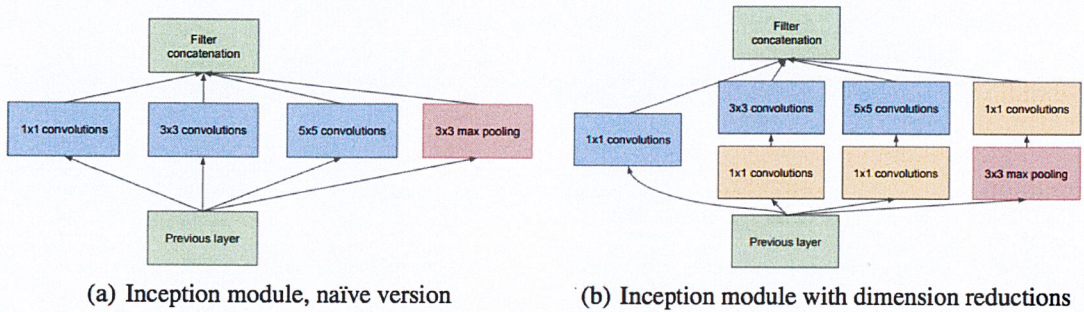 Filter
concatenation
1x1 convolutions
3x3 convolutions
5x5 convolutions
3x3 max pooling
Previous layer
(a) Inception module, naïve version
Filter
concatenation
3x3 convolutions
5x5 convolutions
1x1 convolutions
1x1 convolutions
1x1 convolutions
1x1 convolutions
3x3 max pooling
Previous layer
(b) Inception module with dimension reductions